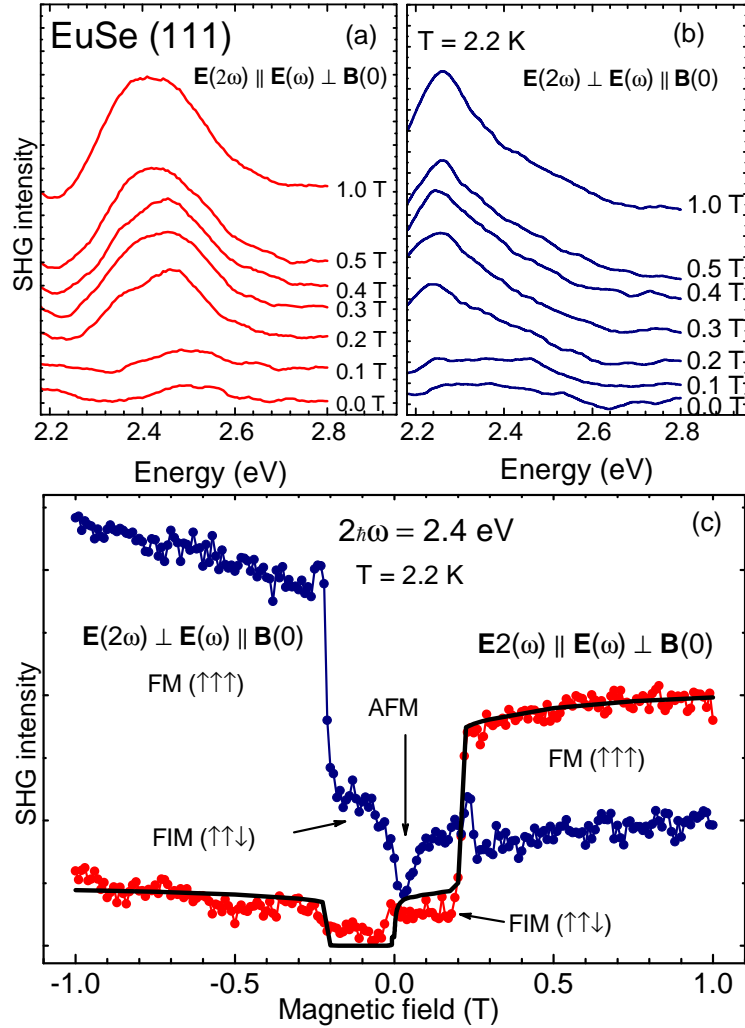 EuSe (111)
(a)
E(2ω) ∥ E(ω) ⊥ B(0)
1.0 T
0.5 T
0.4 T
0.3 T
0.2 T
0.1 T
0.0 T
SHG intensity
2.2 2.4 2.6 2.8
Energy (eV)
T = 2.2 K
(b)
E(2ω) ⊥ E(ω) ∥ B(0)
1.0 T
0.5 T
0.4 T
0.3 T
0.2 T
0.1 T
0.0 T
2.2 2.4 2.6 2.8
Energy (eV)
(c)
2ℏω = 2.4 eV
T = 2.2 K
E(2ω) ⊥ E(ω) ∥ B(0)
E2(ω) ∥ E(ω) ⊥ B(0)
FM (↑↑↑)
AFM
FM (↑↑↑)
FIM (↑↑↓)
FIM (↑↑↓)
SHG intensity
-1.0 -0.5 0.0 0.5 1.0
Magnetic field (T)